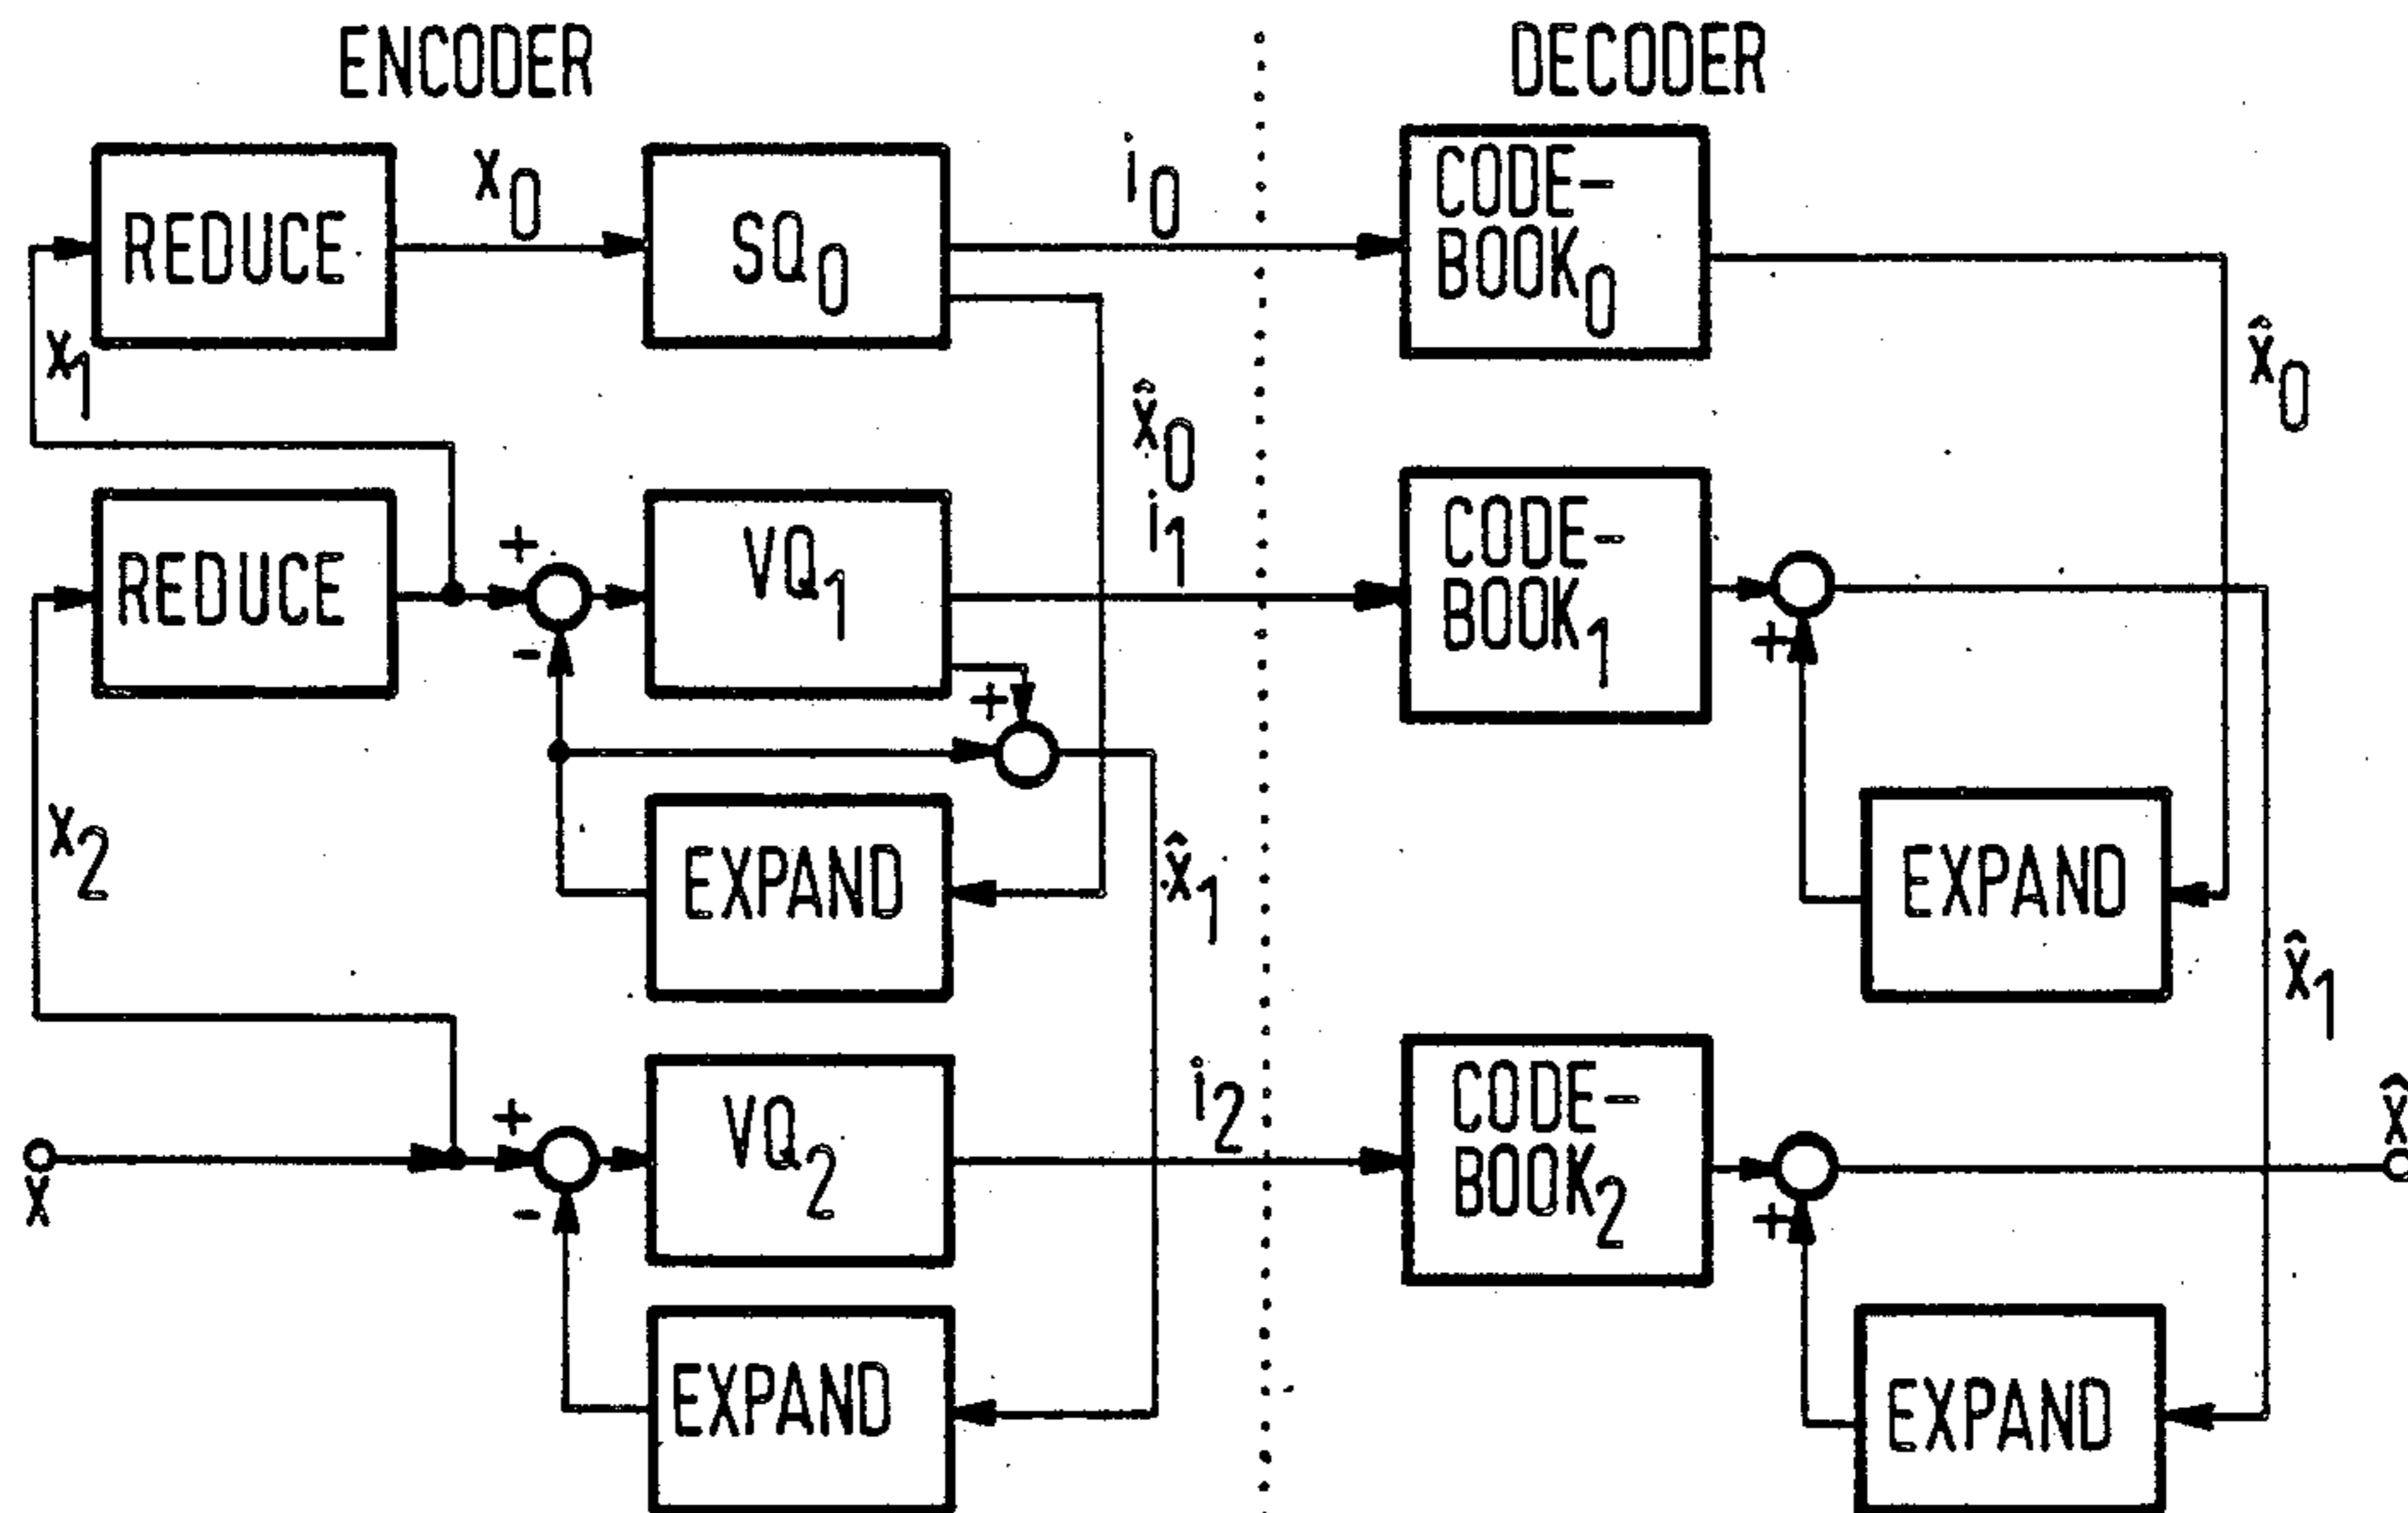 ENCODER
DECODER
REDUCE
x0
SQ0
i0
CODE-
BOOK0
x1
x̂0
x̂0
REDUCE
+
-
VQ1
i1
+
CODE-
BOOK1
+
x2
EXPAND
x̂1
EXPAND
x̂1
x
+
-
VQ2
i2
CODE-
BOOK2
+
x̂
EXPAND
EXPAND